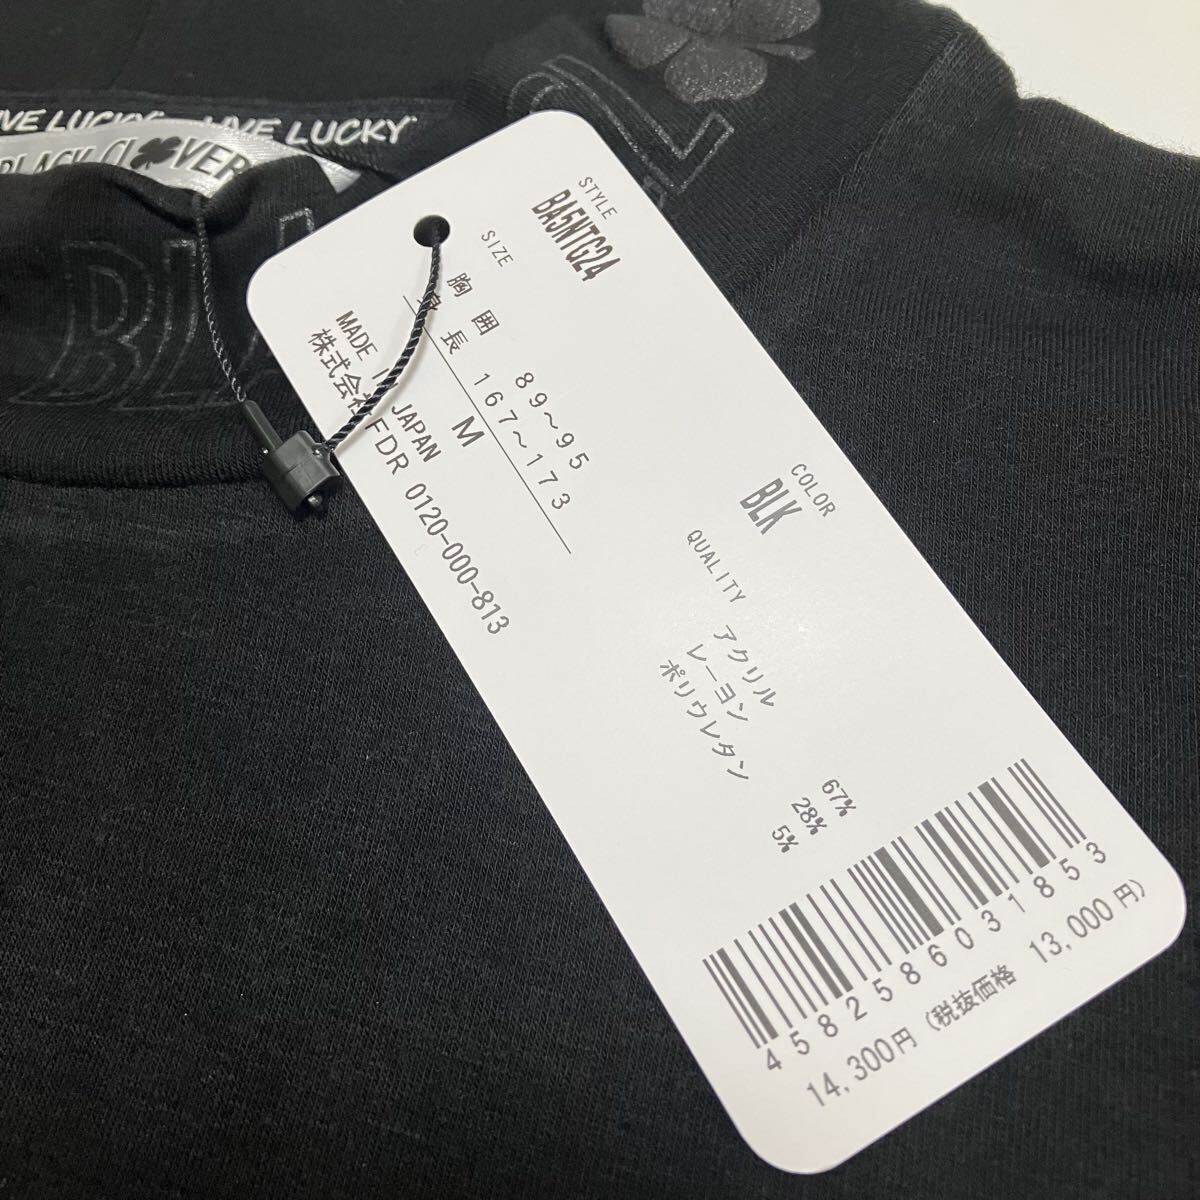 LIVE LUCKY
BLACK CLOVER
BL
STYLE
BA5NTG24
SIZE
胸囲 89~95
身長 167~173
M
MADE IN JAPAN
株式会社FDR 0120-000-813
COLOR
BLK
QUALITY
アクリル 67%
レーヨン 28%
ポリウレタン 5%
4582586031853
14,300円(税抜価格 13,000円)